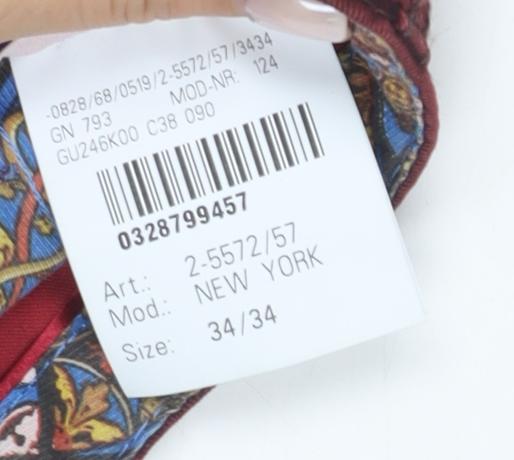 -0828/68/0519/2-5572/57/3434
GN 793 MOD-NR: 124
GU246K00 C38 090
0328799457
Art.: 2-5572/57
Mod.: NEW YORK
Size: 34/34